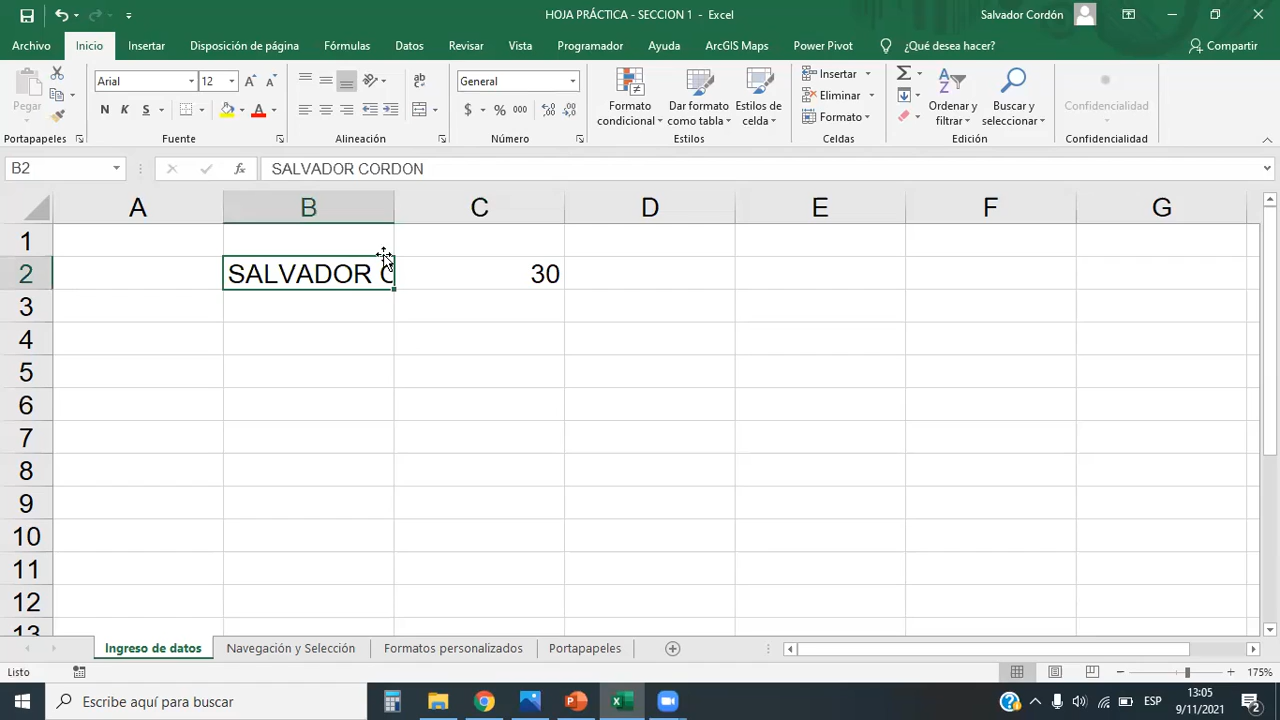 HOJA PRÁCTICA - SECCION 1 - Excel
Salvador Cordón
Archivo Inicio Insertar Disposición de página Fórmulas Datos Revisar Vista Programador Ayuda ArcGIS Maps Power Pivot ¿Qué desea hacer? Compartir
Pegar
Portapapeles
Arial 12
N K S
Fuente
ab
Alineación
General
$ % 000
Número
Formato condicional
Dar formato como tabla
Estilos de celda
Estilos
Insertar
Eliminar
Formato
Celdas
Ordenar y filtrar
Buscar y seleccionar
Edición
Confidencialidad
Confidencialidad
B2 fx SALVADOR CORDON
A B C D E F G
1
2 SALVADOR C 30
3
4
5
6
7
8
9
10
11
12
13
Ingreso de datos Navegación y Selección Formatos personalizados Portapapeles
Listo 175%
Escribe aquí para buscar
ESP
13:05
9/11/2021
2